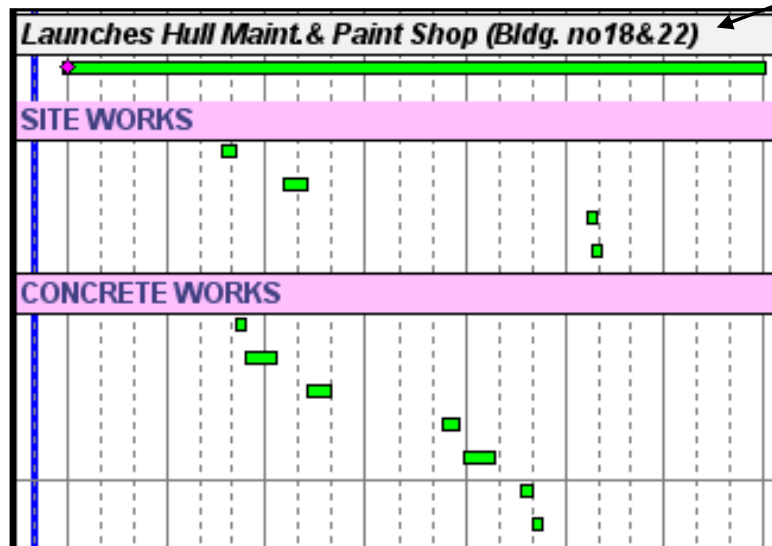 Launches Hull Maint.& Paint Shop (Bldg. no18&22)
SITE WORKS
CONCRETE WORKS